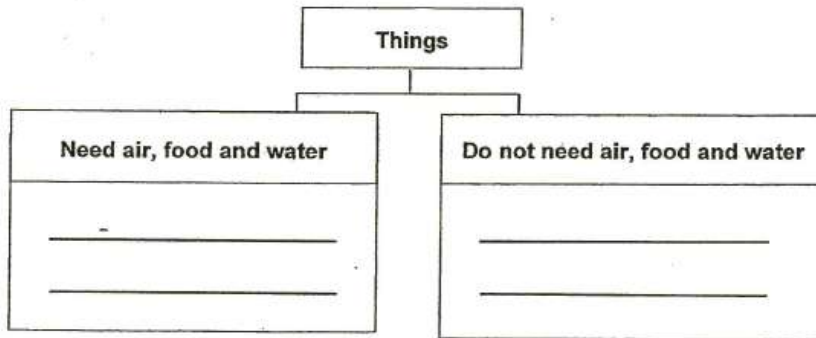 Things
Need air, food and water
Do not need air, food and water